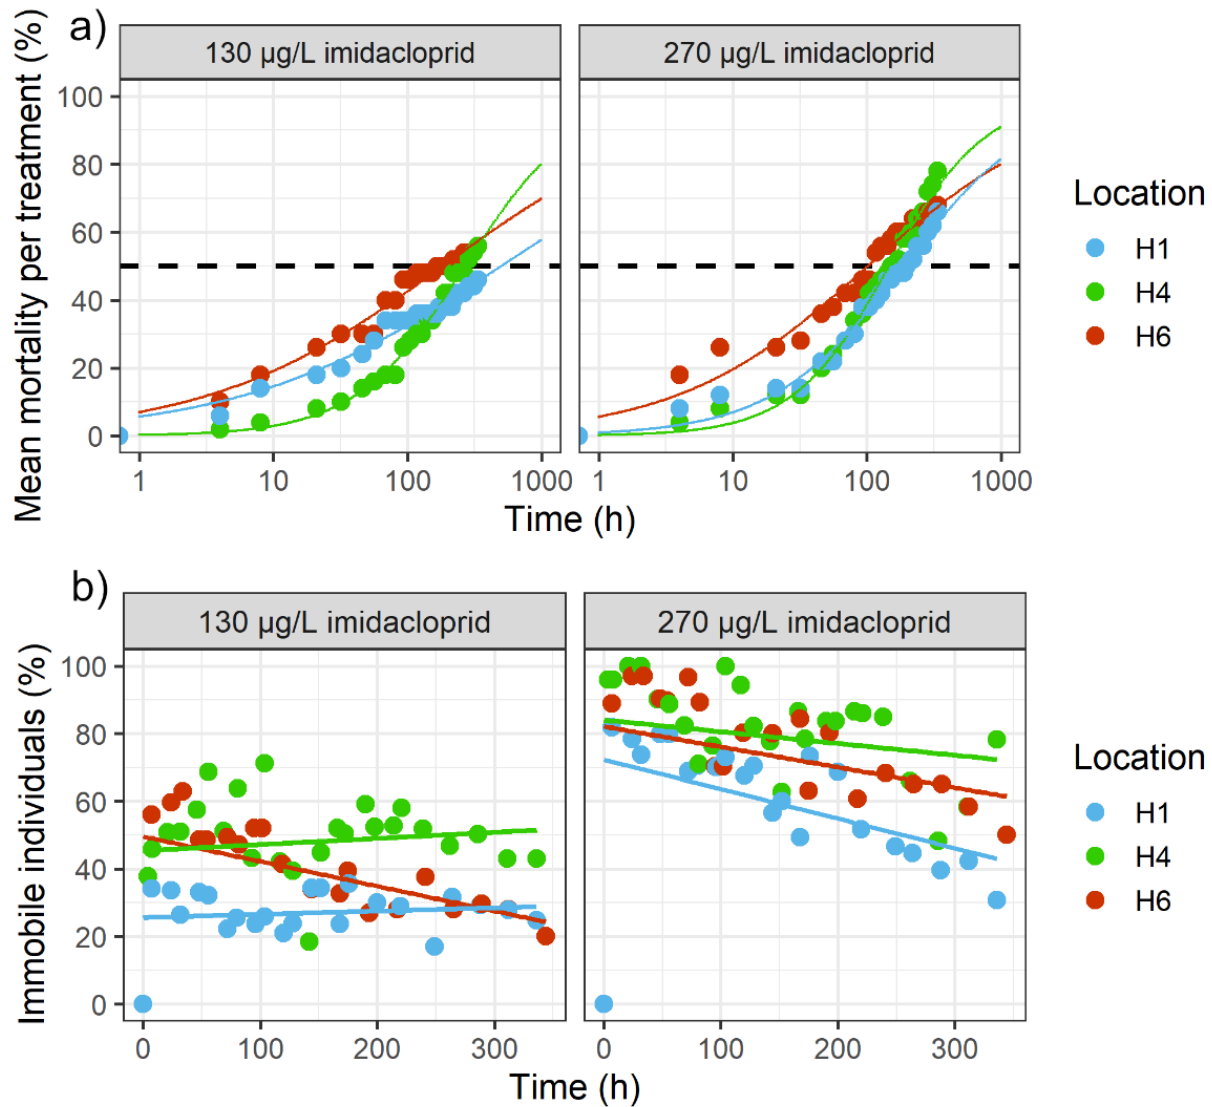 a)
130 µg/L imidacloprid
270 µg/L imidacloprid
Mean mortality per treatment (%)
100
80
60
40
20
0
1
10
100
1000
1
10
100
1000
Time (h)
Location
H1
H4
H6
b)
130 µg/L imidacloprid
270 µg/L imidacloprid
Immobile individuals (%)
100
80
60
40
20
0
0
100
200
300
0
100
200
300
Time (h)
Location
H1
H4
H6